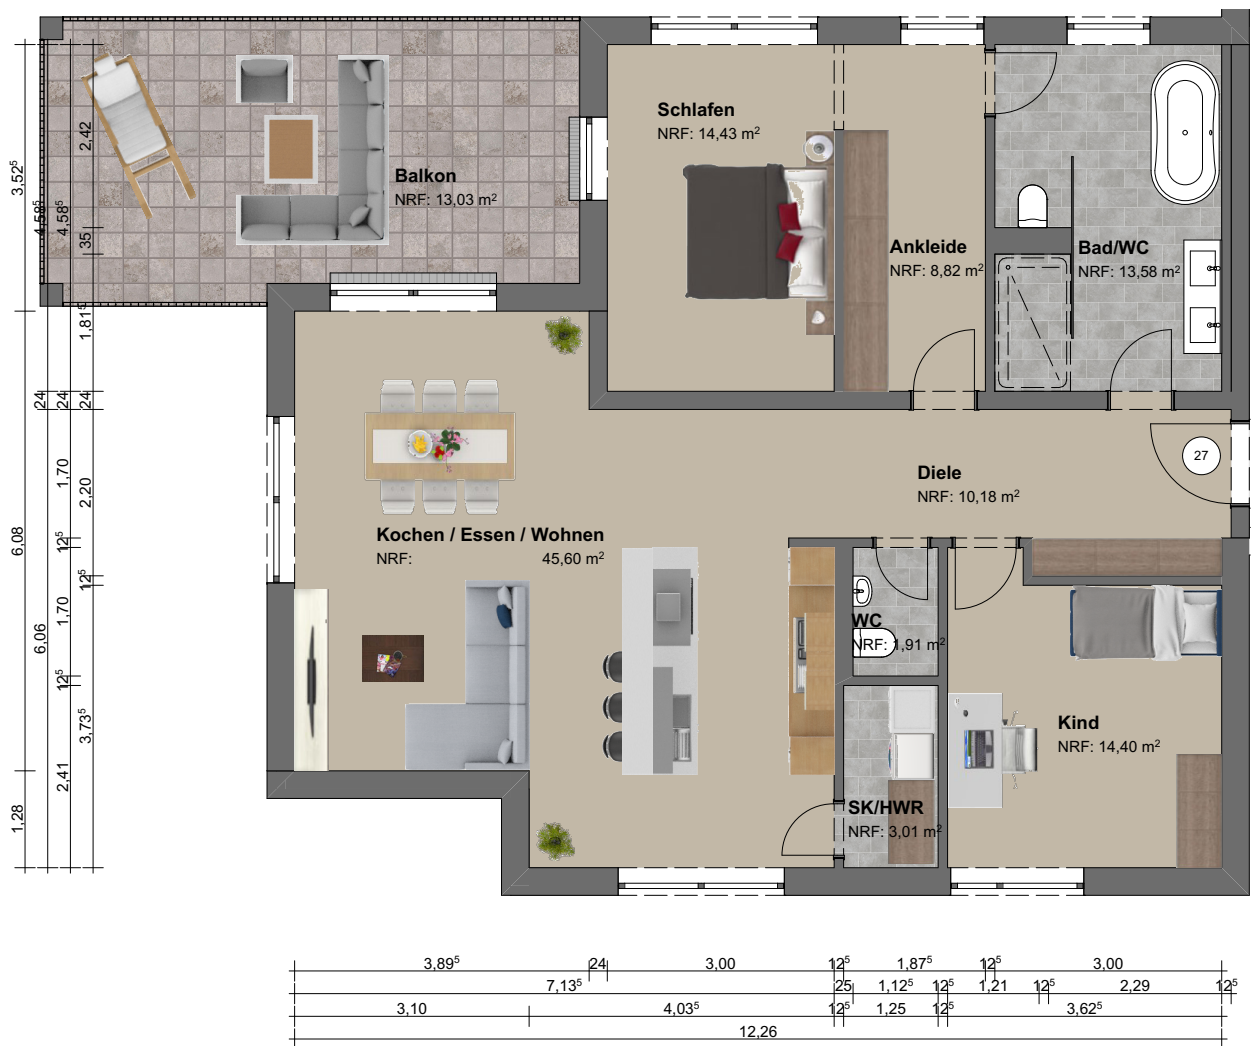 Schlafen
NRF: 14,43 m²
Balkon
NRF: 13,03 m²
Ankleide
NRF: 8,82 m²
Bad/WC
NRF: 13,58 m²
Diele
NRF: 10,18 m²
27
Kochen / Essen / Wohnen
NRF: 45,60 m²
WC
NRF: 1,91 m²
Kind
NRF: 14,40 m²
SK/HWR
NRF: 3,01 m²
3,52⁵
6,08
1,28
4,58⁵
24
6,06
4,58⁵
24
1,70
12⁵
1,70
12⁵
2,41
2,42
35
1,81⁵
24
2,20
12⁵
3,73⁵
3,89⁵ 24 3,00 12⁵ 1,87⁵ 12⁵ 3,00
7,13⁵ 25 1,12⁵ 12⁵ 1,21 12⁵ 2,29 12⁵
3,10 4,03⁵ 12⁵ 1,25 12⁵ 3,62⁵
12,26